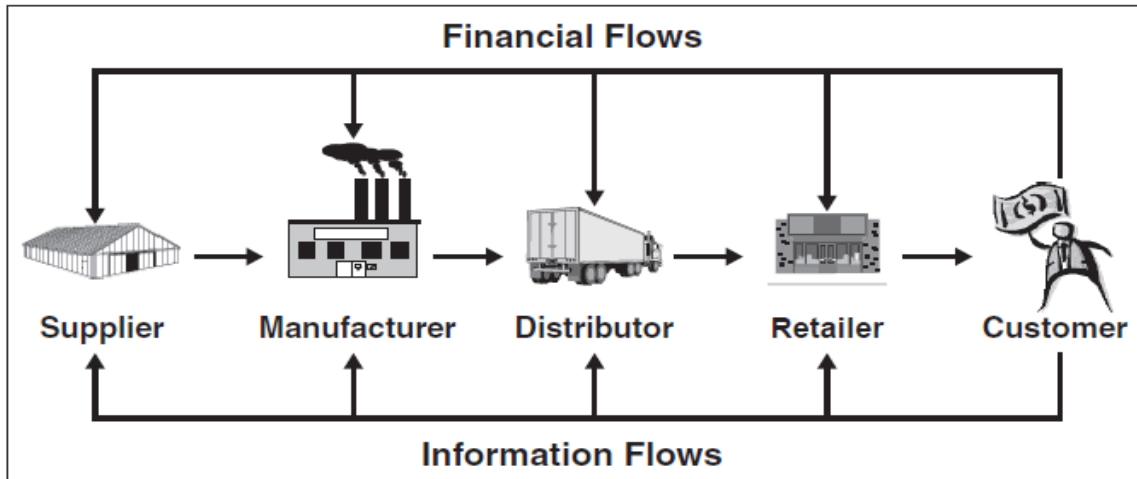 Financial Flows
Supplier
Manufacturer
Distributor
Retailer
Customer
Information Flows